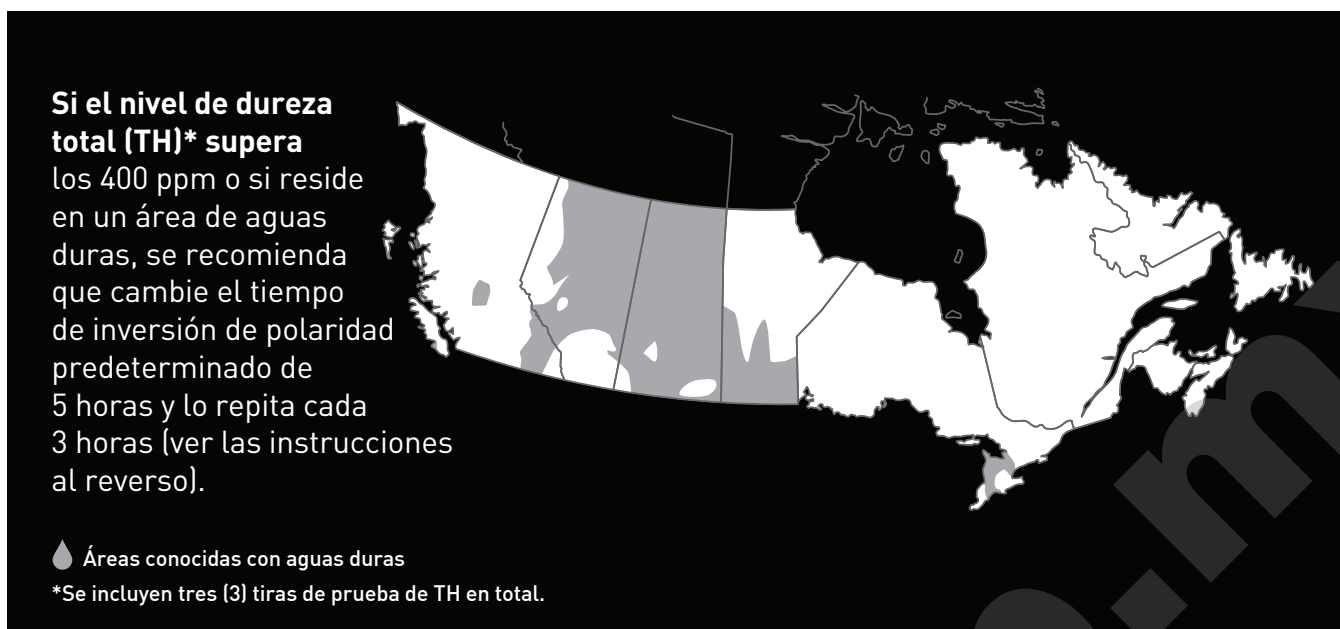 Si el nivel de dureza
total (TH)* supera
los 400 ppm o si reside
en un área de aguas
duras, se recomienda
que cambie el tiempo
de inversión de polaridad
predeterminado de
5 horas y lo repita cada
3 horas (ver las instrucciones
al reverso).
Áreas conocidas con aguas duras
*Se incluyen tres (3) tiras de prueba de TH en total.